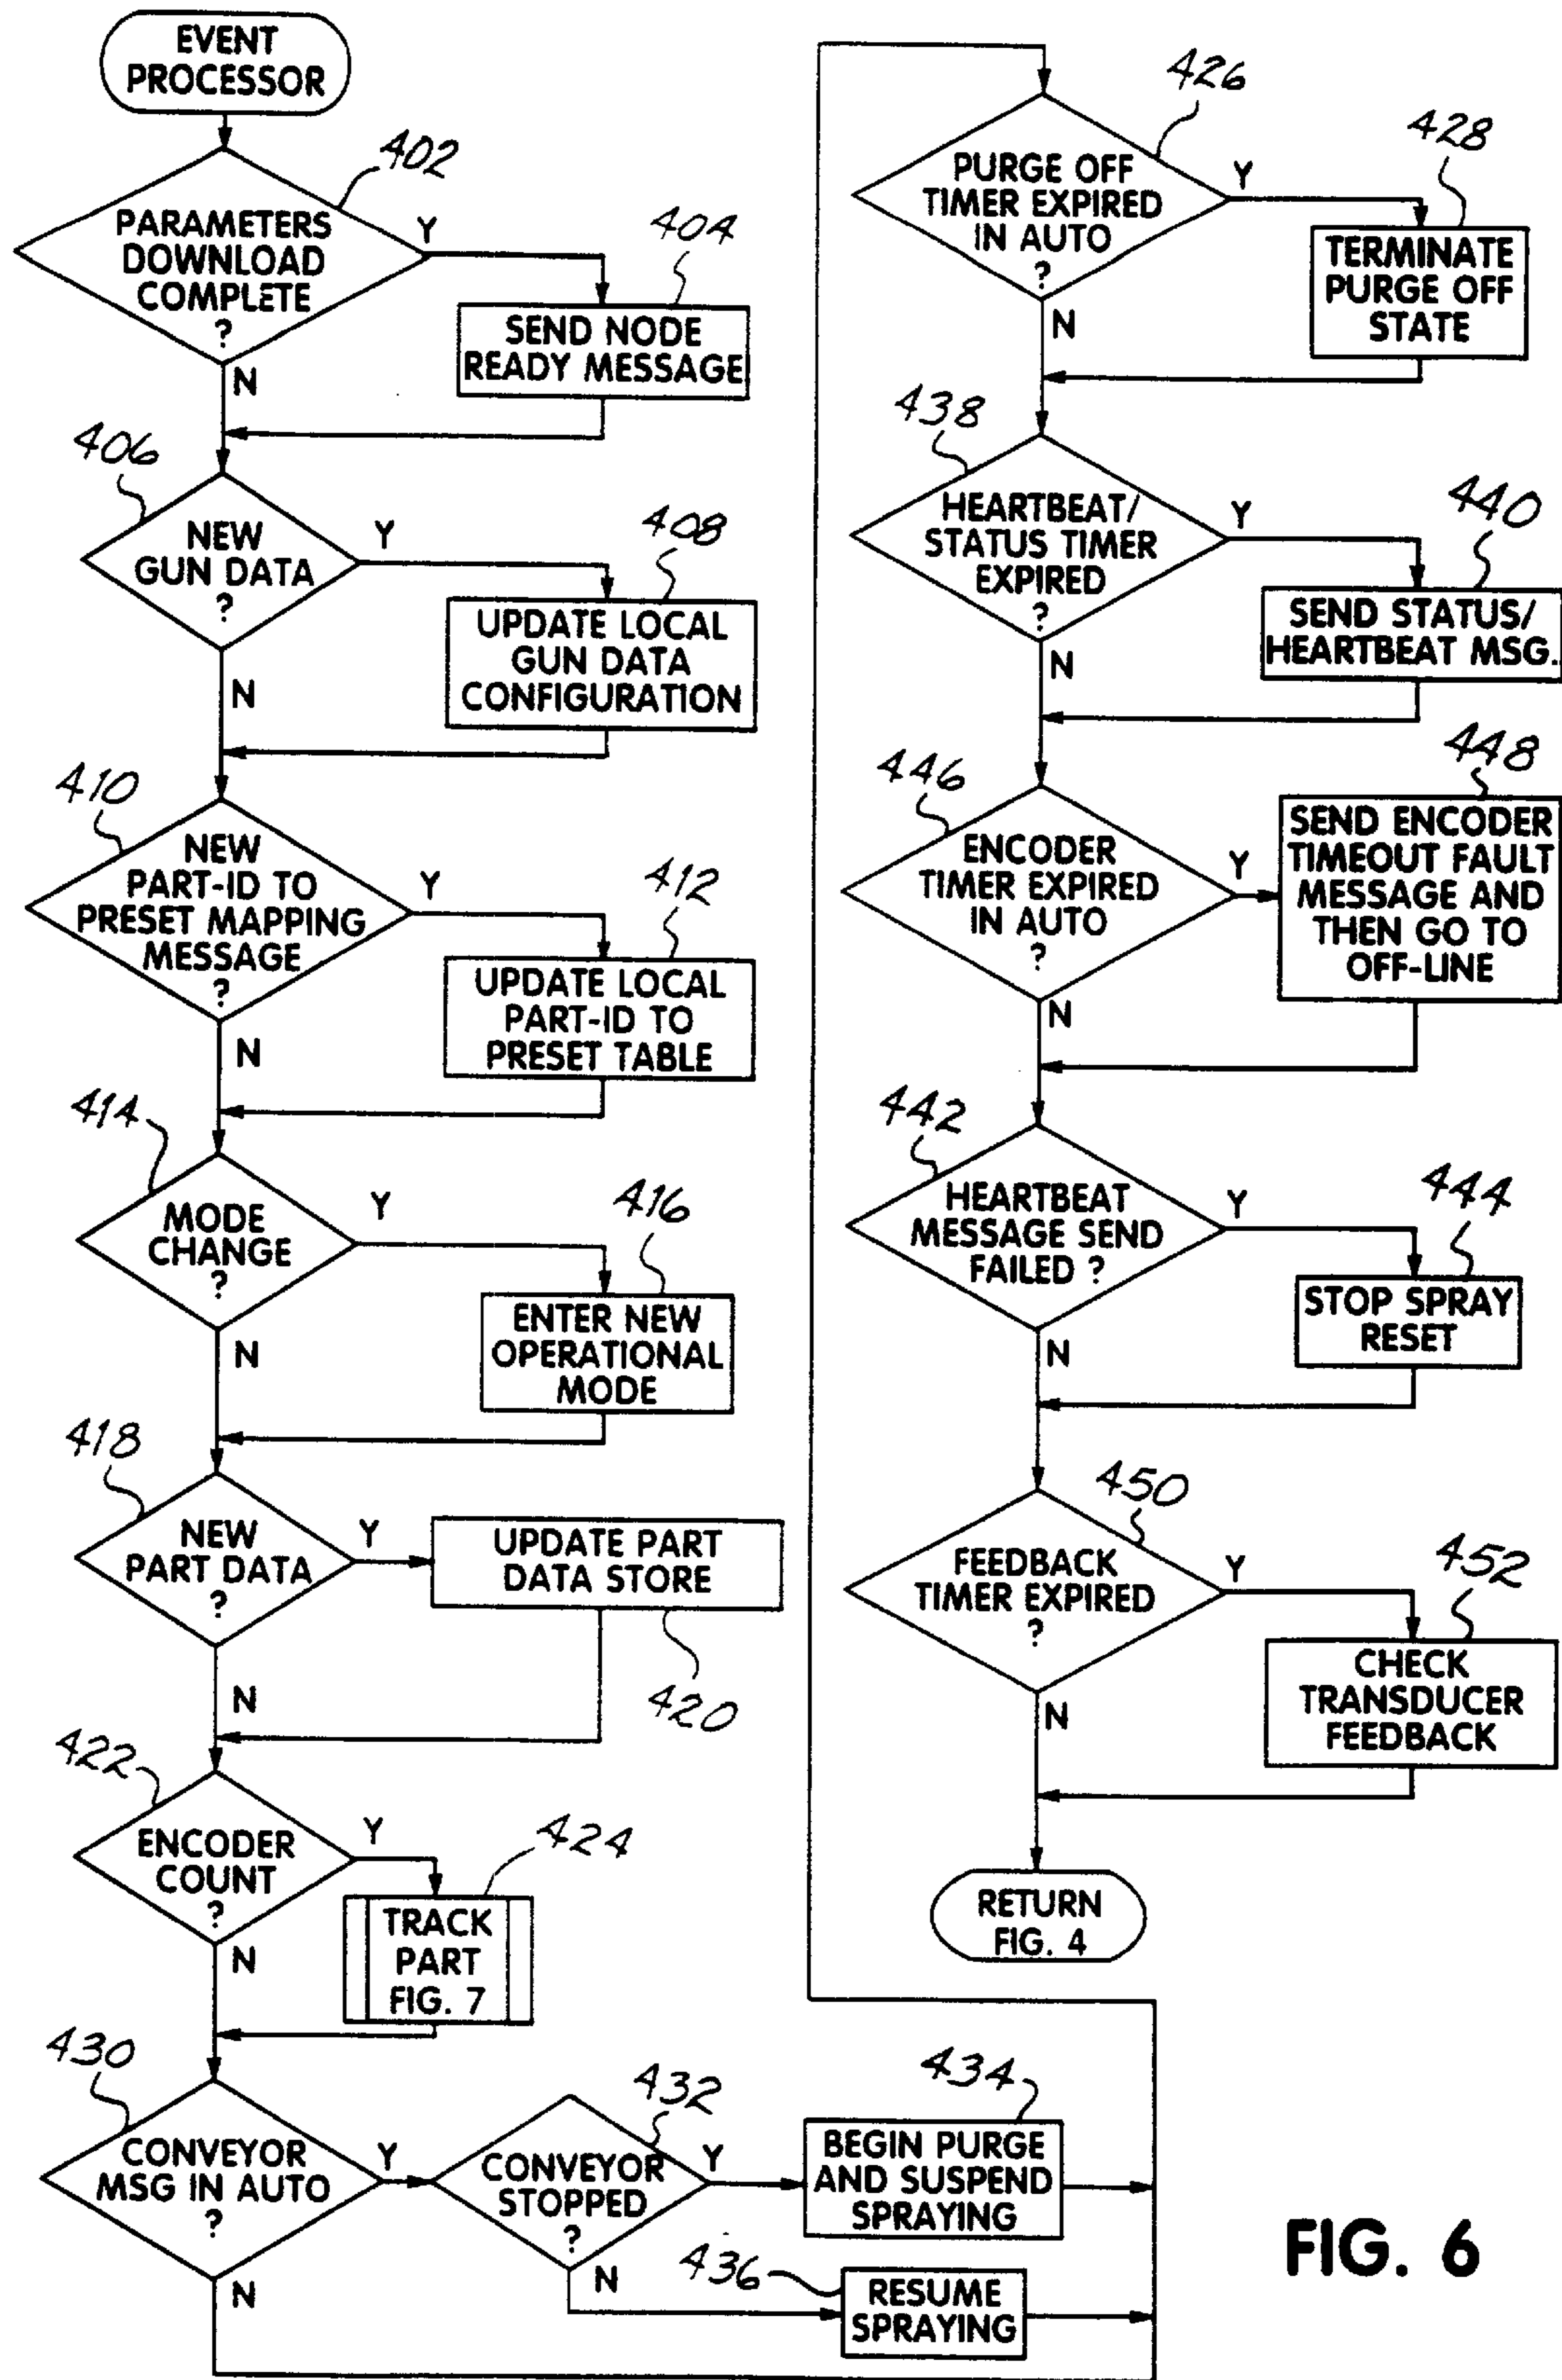 EVENT
PROCESSOR
402
PARAMETERS
DOWNLOAD
COMPLETE
?
Y
N
404
SEND NODE
READY MESSAGE
406
NEW
GUN DATA
?
Y
N
408
UPDATE LOCAL
GUN DATA
CONFIGURATION
410
NEW
PART-ID TO
PRESET MAPPING
MESSAGE
?
Y
N
412
UPDATE LOCAL
PART-ID TO
PRESET TABLE
414
MODE
CHANGE
?
Y
N
416
ENTER NEW
OPERATIONAL
MODE
418
NEW
PART DATA
?
Y
N
UPDATE PART
DATA STORE
420
422
ENCODER
COUNT
?
Y
N
424
TRACK
PART
FIG. 7
430
CONVEYOR
MSG IN AUTO
?
Y
N
432
CONVEYOR
STOPPED
?
Y
N
434
BEGIN PURGE
AND SUSPEND
SPRAYING
436
RESUME
SPRAYING
426
PURGE OFF
TIMER EXPIRED
IN AUTO
?
Y
N
428
TERMINATE
PURGE OFF
STATE
438
HEARTBEAT/
STATUS TIMER
EXPIRED
?
Y
N
440
SEND STATUS/
HEARTBEAT MSG.
446
ENCODER
TIMER EXPIRED
IN AUTO
?
Y
N
448
SEND ENCODER
TIMEOUT FAULT
MESSAGE AND
THEN GO TO
OFF-LINE
442
HEARTBEAT
MESSAGE SEND
FAILED ?
Y
N
444
STOP SPRAY
RESET
450
FEEDBACK
TIMER EXPIRED
?
Y
N
452
CHECK
TRANSDUCER
FEEDBACK
RETURN
FIG. 4
FIG. 6